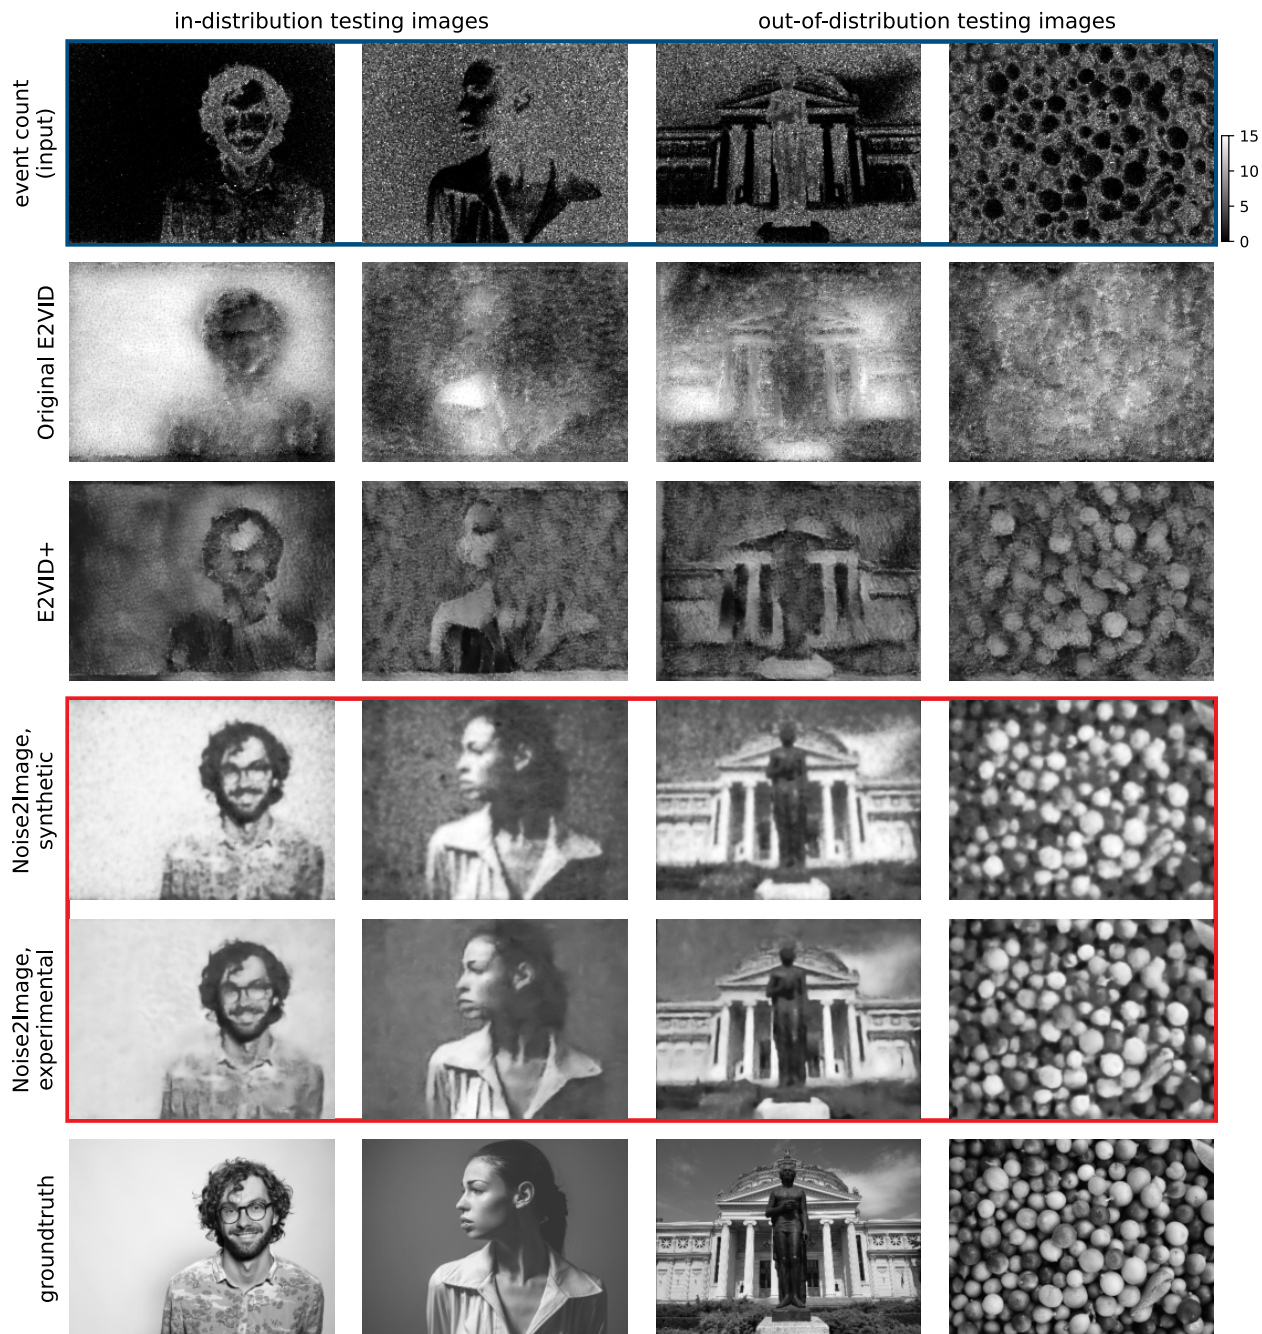 in-distribution testing images
out-of-distribution testing images
event count
(input)
15
10
5
0
Original E2VID
E2VID+
Noise2Image,
synthetic
Noise2Image,
experimental
groundtruth